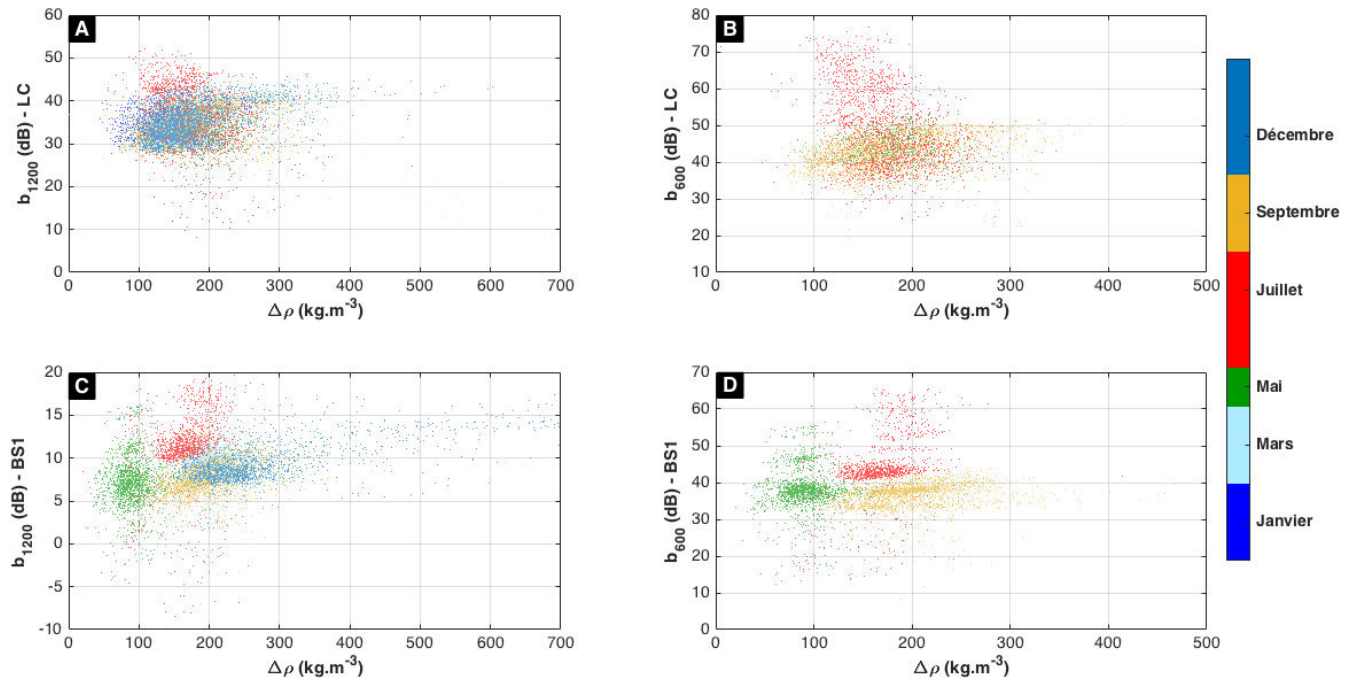 A
b1200 (dB) - LC
60
50
40
30
20
10
0
0 100 200 300 400 500 600 700
Δρ (kg.m-3)
B
b600 (dB) - LC
80
70
60
50
40
30
20
10
0 100 200 300 400 500
Δρ (kg.m-3)
C
b1200 (dB) - BS1
20
15
10
5
0
-5
-10
0 100 200 300 400 500 600 700
Δρ (kg.m-3)
D
b600 (dB) - BS1
70
60
50
40
30
20
10
0
0 100 200 300 400 500
Δρ (kg.m-3)
Décembre
Septembre
Juillet
Mai
Mars
Janvier